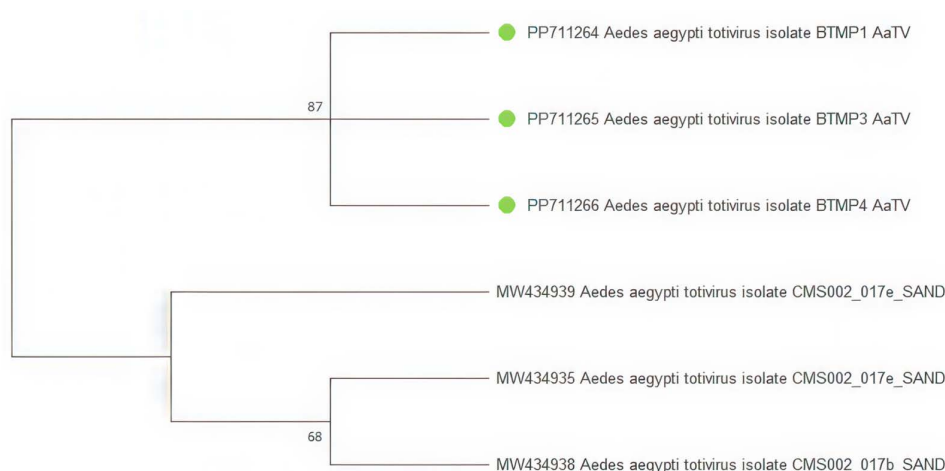 PP711264 Aedes aegypti totivirus isolate BTMP1 AaTV
87
PP711265 Aedes aegypti totivirus isolate BTMP3 AaTV
PP711266 Aedes aegypti totivirus isolate BTMP4 AaTV
MW434939 Aedes aegypti totivirus isolate CMS002_017e_SAND
MW434935 Aedes aegypti totivirus isolate CMS002_017e_SAND
68
MW434938 Aedes aegypti totivirus isolate CMS002_017b_SAND